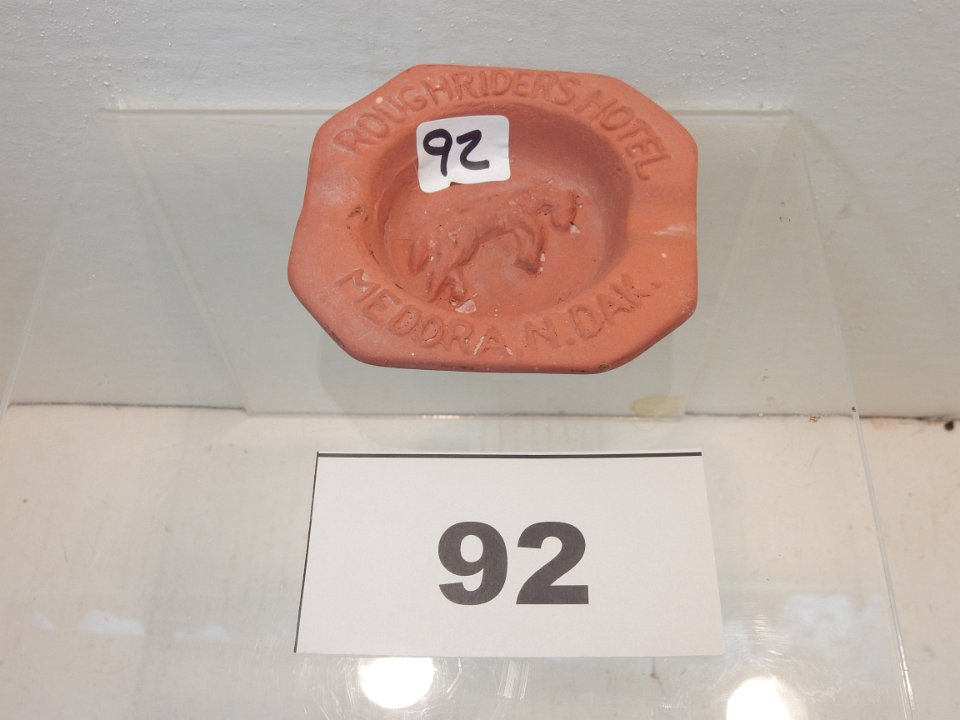 ROUGHRIDERS HOTEL
92
MEDORA, N. DAK.
92